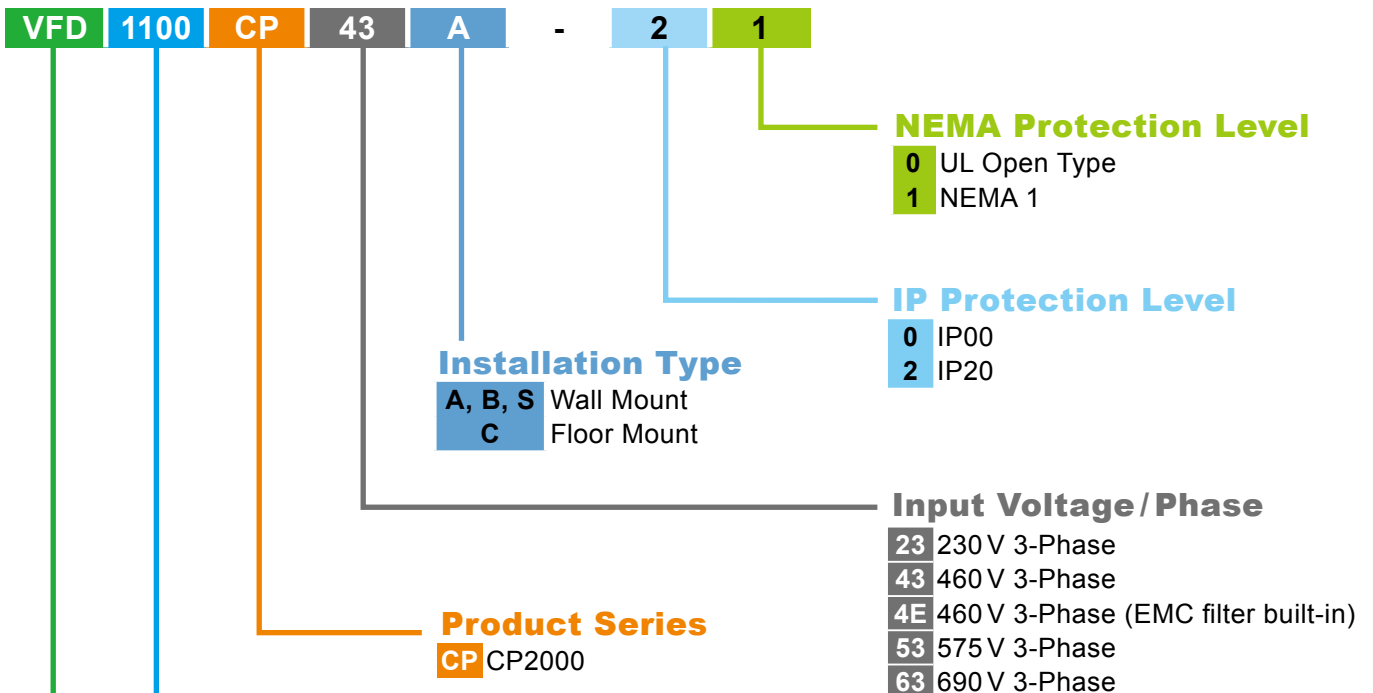 VFD 1100 CP 43 A - 2 1
NEMA Protection Level
0 UL Open Type
1 NEMA 1
IP Protection Level
0 IP00
2 IP20
Installation Type
A, B, S Wall Mount
C Floor Mount
Input Voltage/Phase
23 230 V 3-Phase
43 460 V 3-Phase
4E 460 V 3-Phase (EMC filter built-in)
53 575 V 3-Phase
63 690 V 3-Phase
Product Series
CP CP2000